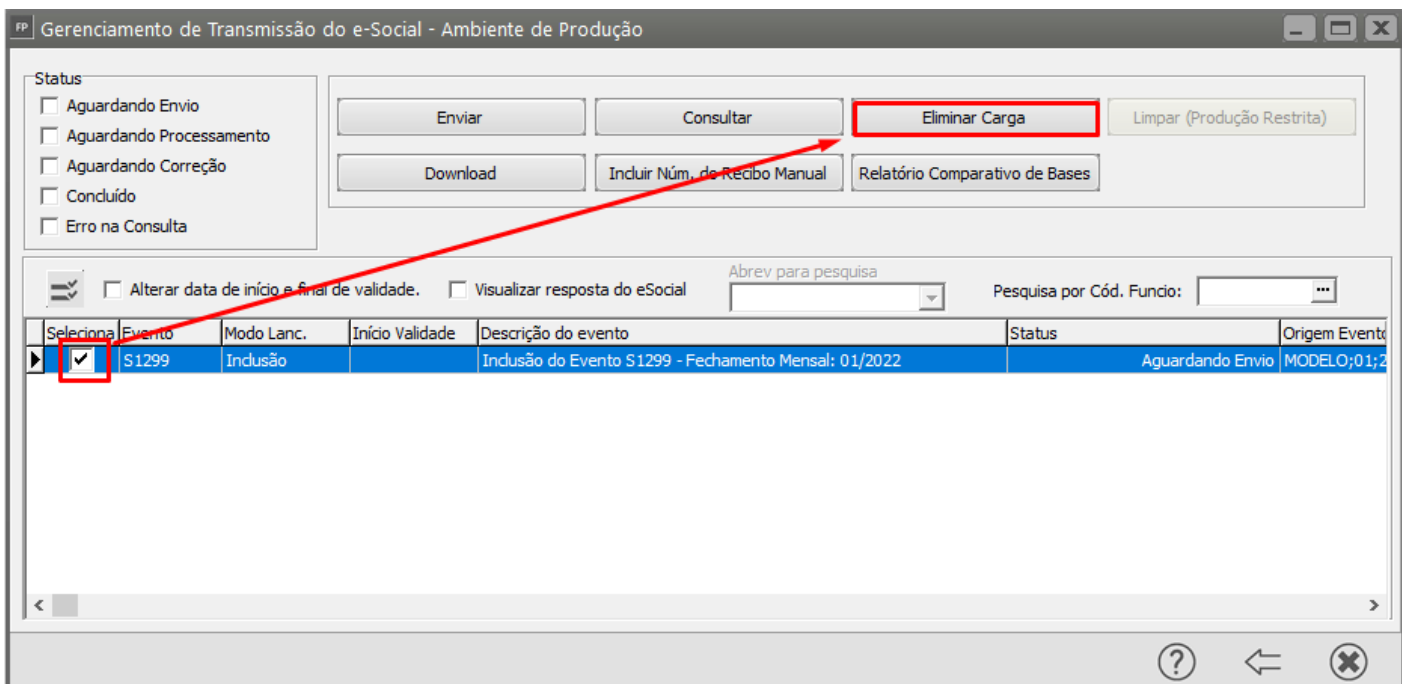 FP Gerenciamento de Transmissão do e-Social - Ambiente de Produção
Status
Aguardando Envio
Aguardando Processamento
Aguardando Correção
Concluído
Erro na Consulta
Enviar Consultar Eliminar Carga Limpar (Produção Restrita)
Download Incluir Núm. de Recibo Manual Relatório Comparativo de Bases
Alterar data de início e final de validade. Visualizar resposta do eSocial Abrev para pesquisa Pesquisa por Cód. Funcio: ...
Seleciona Evento Modo Lanc. Início Validade Descrição do evento Status Origem Evento
S1299 Inclusão Inclusão do Evento S1299 - Fechamento Mensal: 01/2022 Aguardando Envio MODELO;01;2